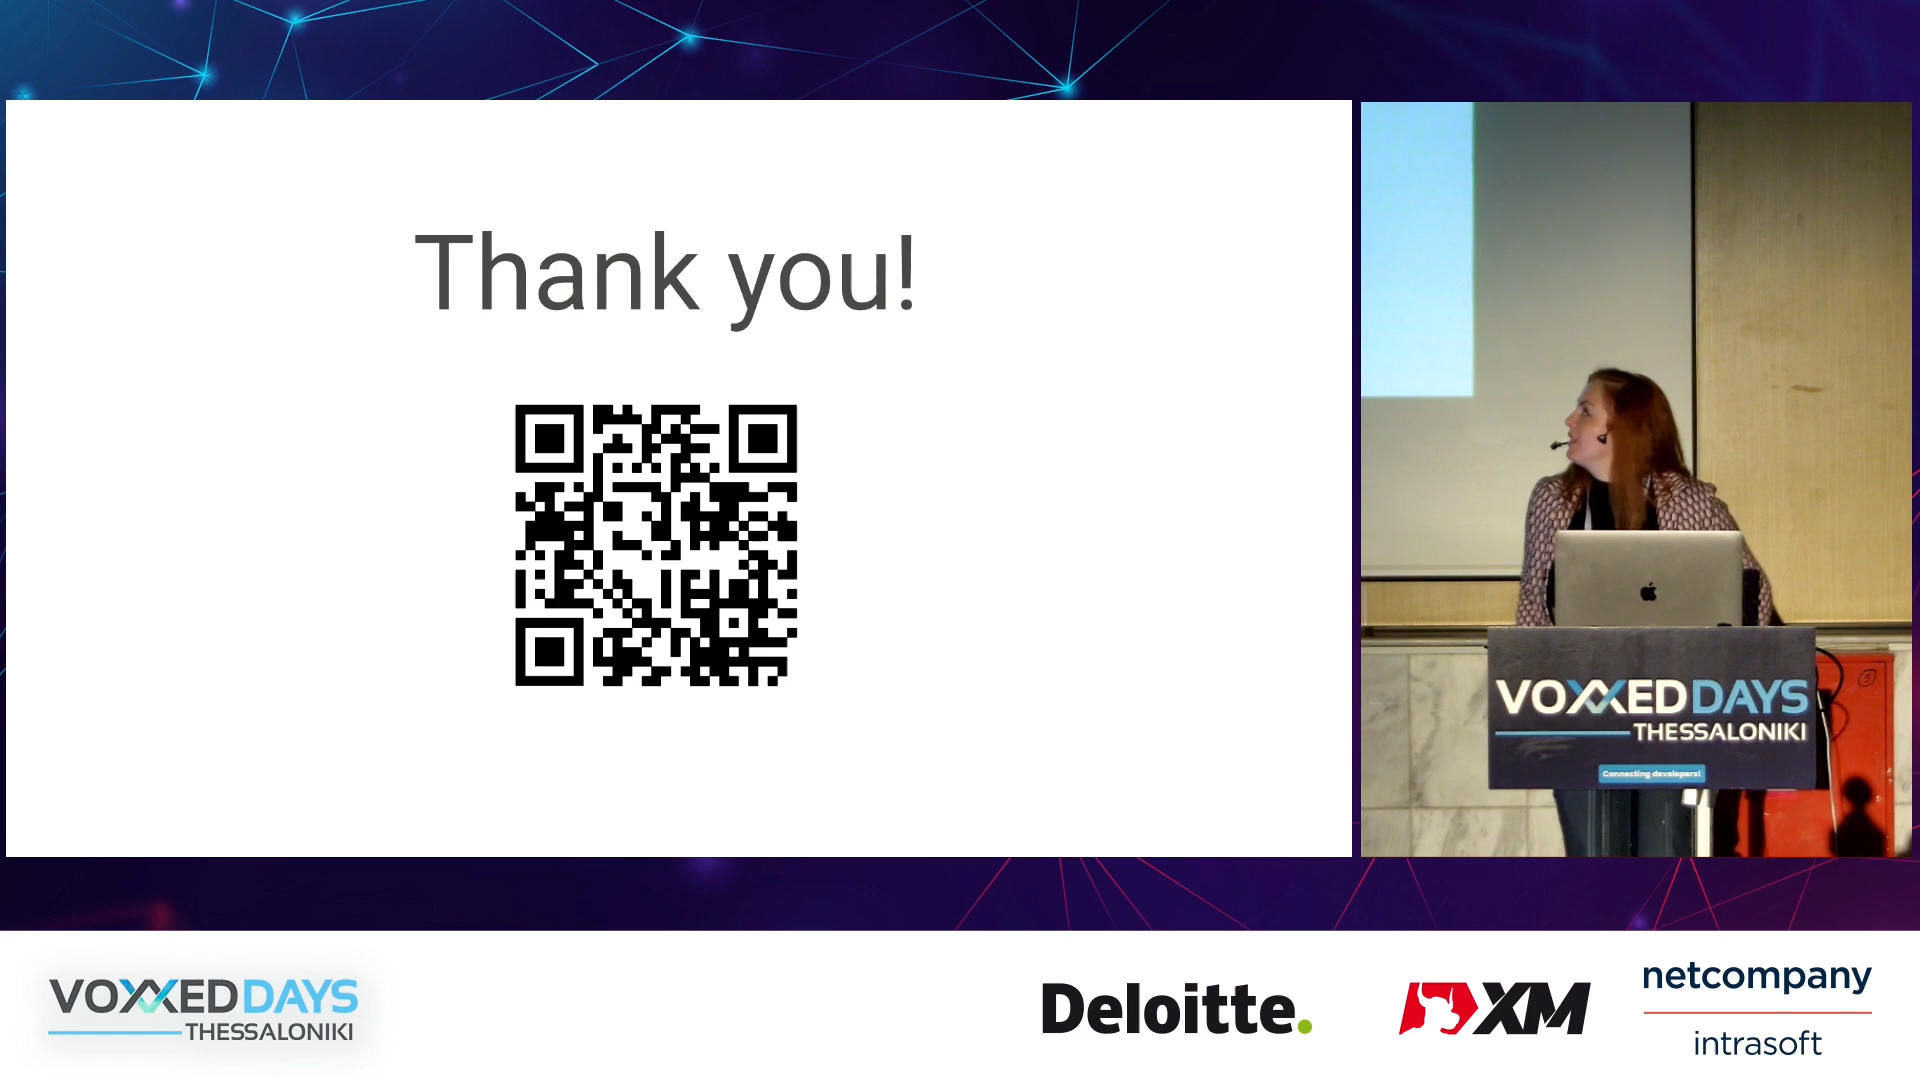 Thank you!
VOXXED DAYS
THESSALONIKI
Connecting developers!
VOXXED DAYS
THESSALONIKI
Deloitte.
XM
netcompany
intrasoft